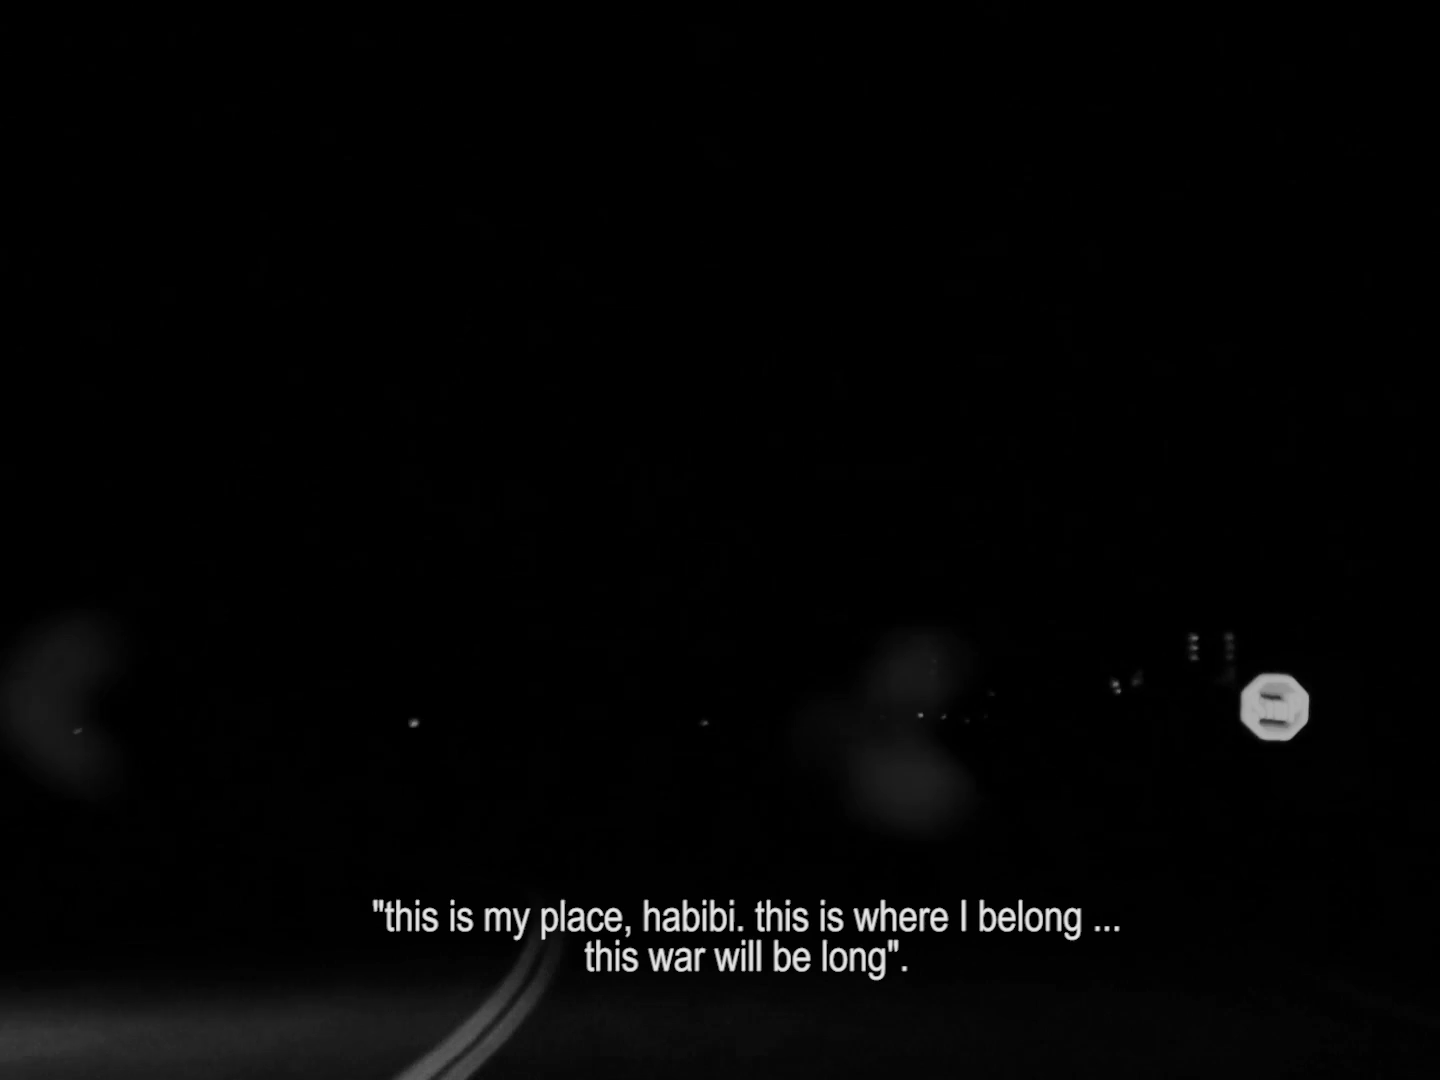 "this is my place, habibi. this is where I belong ...
this war will be long".